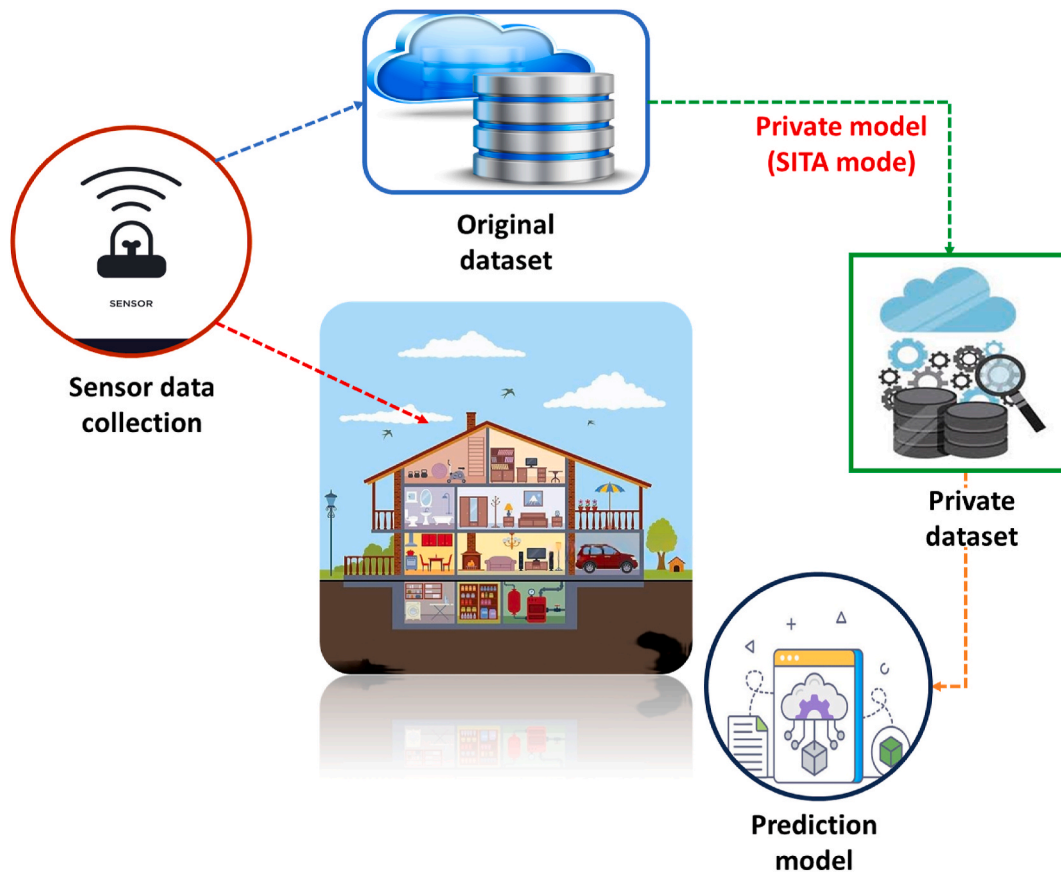 Private model
(SITA mode)
Original
dataset
SENSOR
Sensor data
collection
Private
dataset
Prediction
model